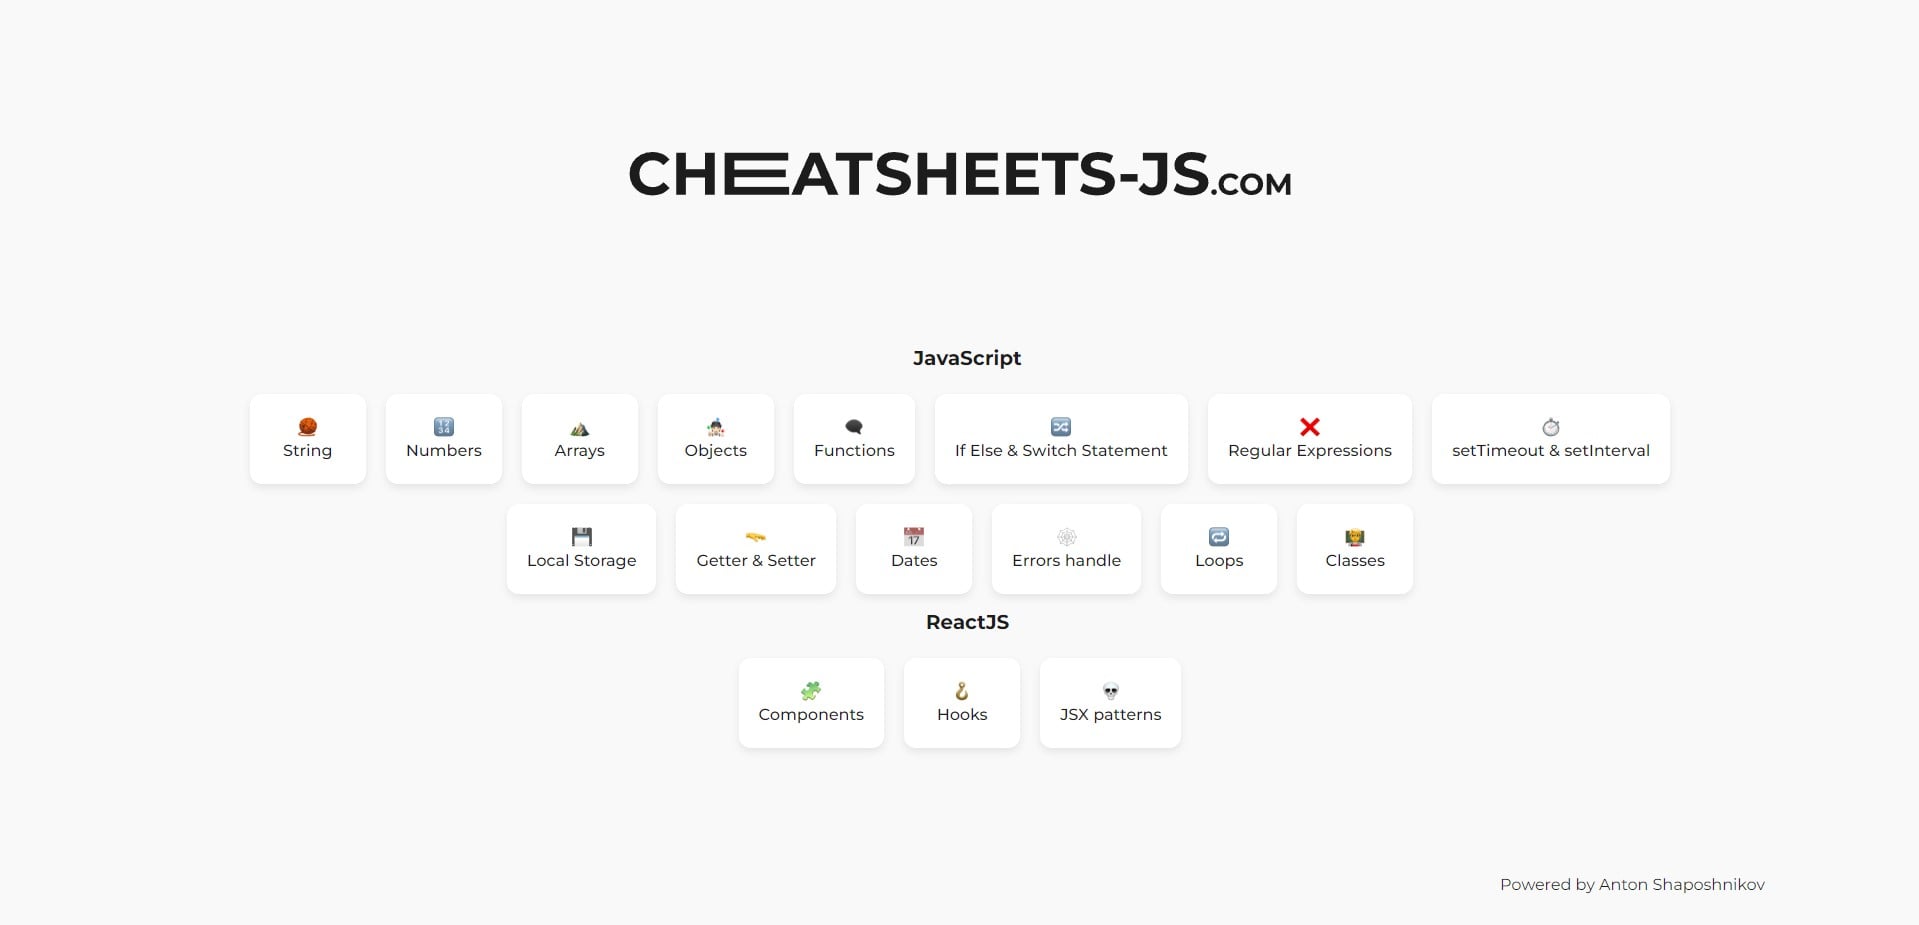 CHEATSHEETS-JS.COM
JavaScript
String
Numbers
Arrays
Objects
Functions
If Else & Switch Statement
Regular Expressions
setTimeout & setInterval
Local Storage
Getter & Setter
Dates
Errors handle
Loops
Classes
ReactJS
Components
Hooks
JSX patterns
Powered by Anton Shaposhnikov